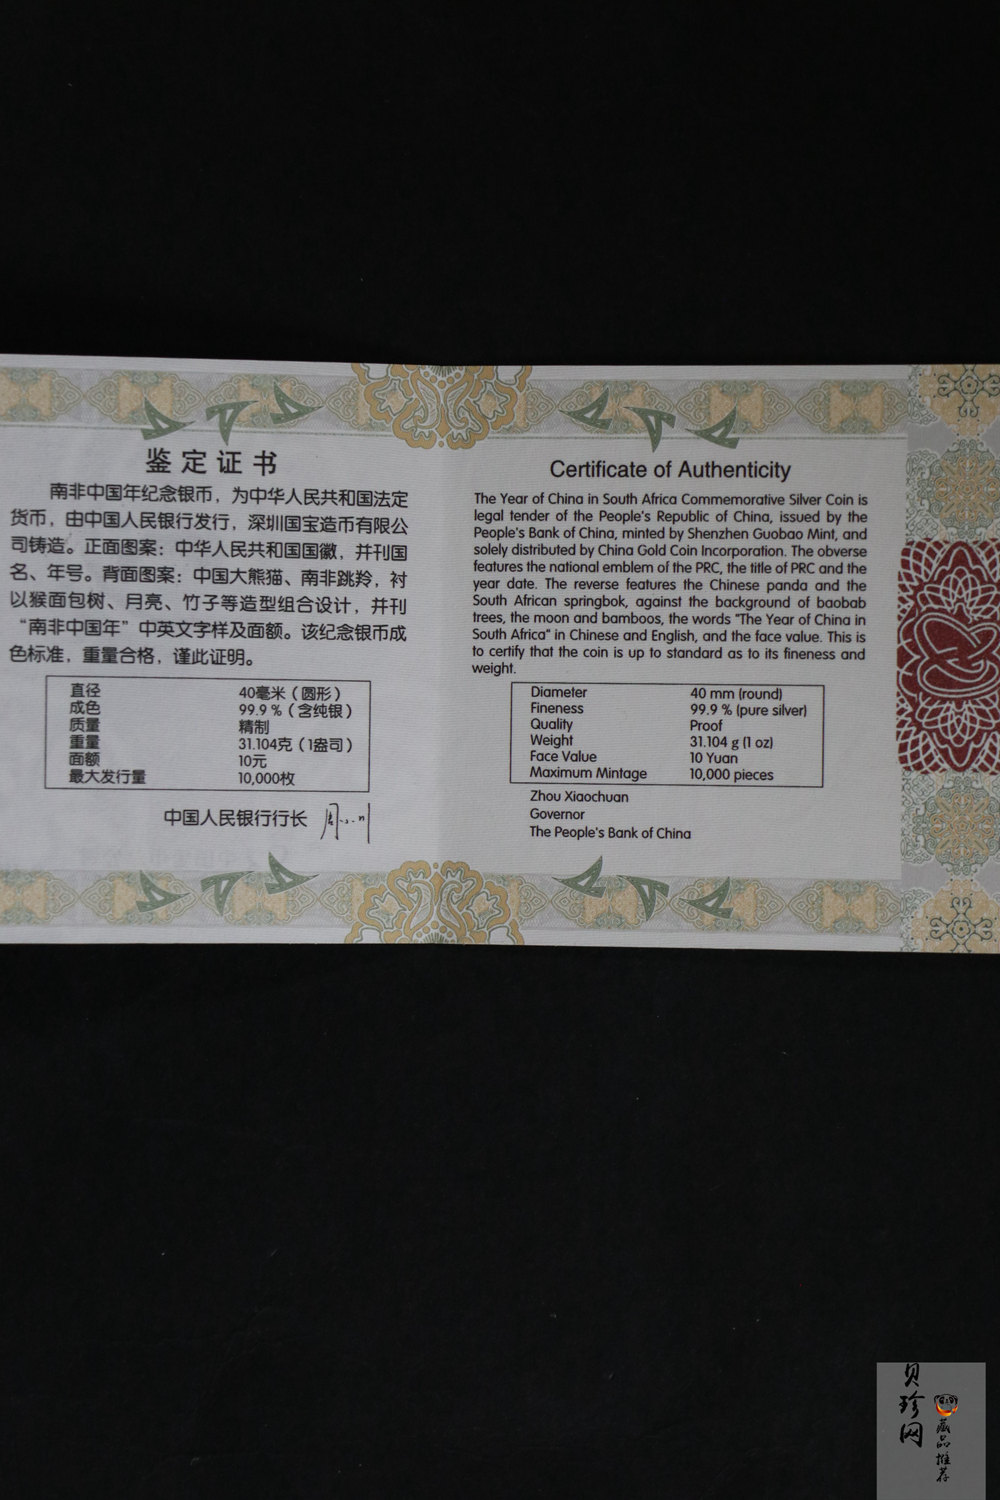 鉴定证书
南非中国年纪念银币，为中华人民共和国法定
货币，由中国人民银行发行，深圳国宝造币有限公
司铸造。正面图案：中华人民共和国国徽，并刊国
名、年号。背面图案：中国大熊猫、南非跳羚，衬
以猴面包树、月亮、竹子等造型组合设计，并刊
“南非中国年”中英文字样及面额。该纪念银币成
色标准，重量合格，谨此证明。
直径 40毫米（圆形）
成色 99.9％（含纯银）
质量 精制
重量 31.104克（1盎司）
面额 10元
最大发行量 10,000枚
中国人民银行行长
Certificate of Authenticity
The Year of China in South Africa Commemorative Silver Coin is
legal tender of the People's Republic of China, issued by the
People's Bank of China, minted by Shenzhen Guobao Mint, and
solely distributed by China Gold Coin Incorporation. The obverse
features the national emblem of the PRC, the title of PRC and the
year date. The reverse features the Chinese panda and the
South African springbok, against the background of baobab
trees, the moon and bamboos, the words "The Year of China in
South Africa" in Chinese and English, and the face value. This is
to certify that the coin is up to standard as to its fineness and
weight.
Diameter 40 mm (round)
Fineness 99.9 % (pure silver)
Quality Proof
Weight 31.104 g (1 oz)
Face Value 10 Yuan
Maximum Mintage 10,000 pieces
Zhou Xiaochuan
Governor
The People's Bank of China
贝珍网
藏品推荐